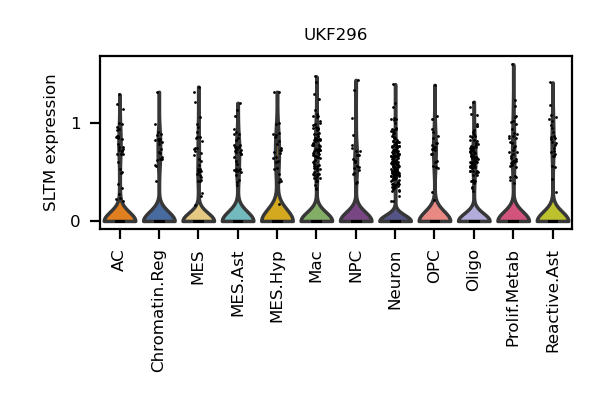 UKF296
SLTM expression
1
0
AC
Chromatin.Reg
MES
MES.Ast
MES.Hyp
Mac
NPC
Neuron
OPC
Oligo
Prolif.Metab
Reactive.Ast